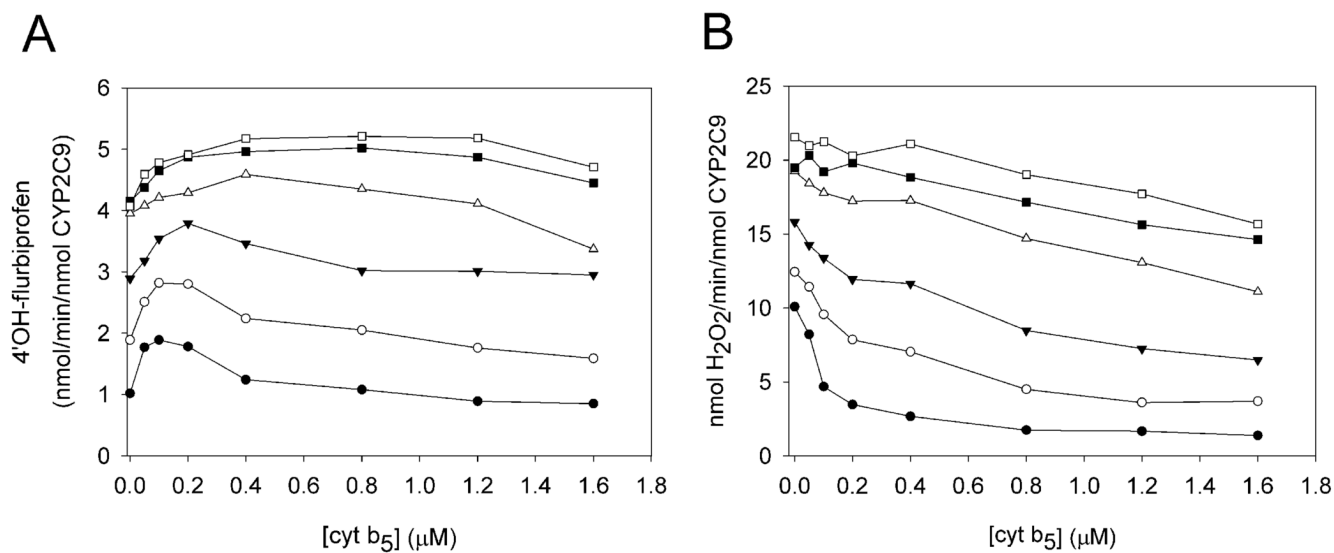 A
4'OH-flurbiprofen
(nmol/min/nmol CYP2C9)
6
5
4
3
2
1
0
0.0 0.2 0.4 0.6 0.8 1.0 1.2 1.4 1.6 1.8
[cyt b5] (μM)
B
nmol H2O2/min/nmol CYP2C9
25
20
15
10
5
0
0.0 0.2 0.4 0.6 0.8 1.0 1.2 1.4 1.6 1.8
[cyt b5] (μM)